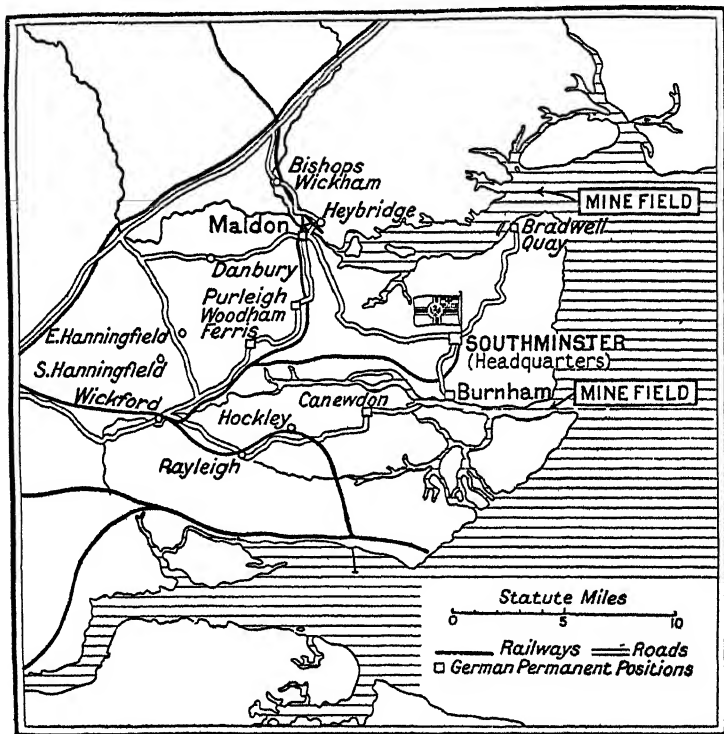 Bishops
Wickham
MINE FIELD
Heybridge
Maldon
Bradwell
Quay
Danbury
Purleigh
Woodham
Ferris
E. Hanningfield
SOUTHMINSTER
(Headquarters)
S. Hanningfield
Wickford
Canewdon
Burnham
MINE FIELD
Hockley
Rayleigh
Statute Miles
0 5 10
Railways Roads
German Permanent Positions